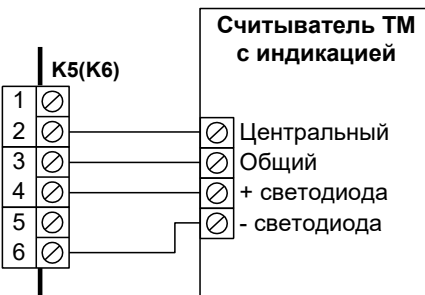 Считыватель ТМ
с индикацией
K5(K6)
1
2
3
4
5
6
Центральный
Общий
+ светодиода
- светодиода